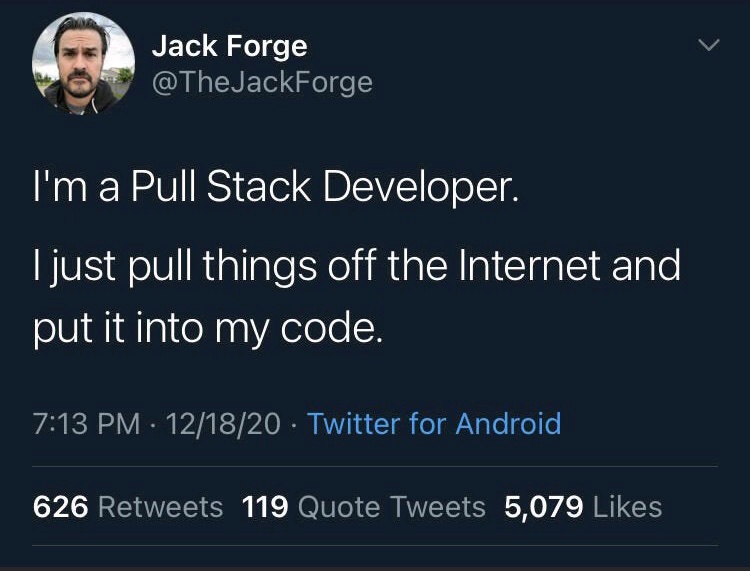 Jack Forge
@TheJackForge
I'm a Pull Stack Developer.
I just pull things off the Internet and
put it into my code.
7:13 PM · 12/18/20 · Twitter for Android
626 Retweets 119 Quote Tweets 5,079 Likes